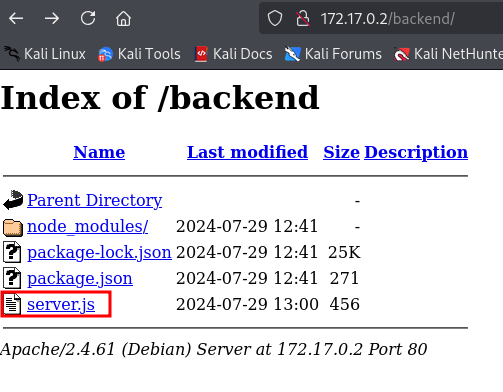 172.17.0.2/backend/
Kali Linux Kali Tools Kali Docs Kali Forums Kali NetHunte
Index of /backend
Name Last modified Size Description
Parent Directory -
node_modules/ 2024-07-29 12:41 -
package-lock.json 2024-07-29 12:41 25K
package.json 2024-07-29 12:41 271
server.js 2024-07-29 13:00 456
Apache/2.4.61 (Debian) Server at 172.17.0.2 Port 80